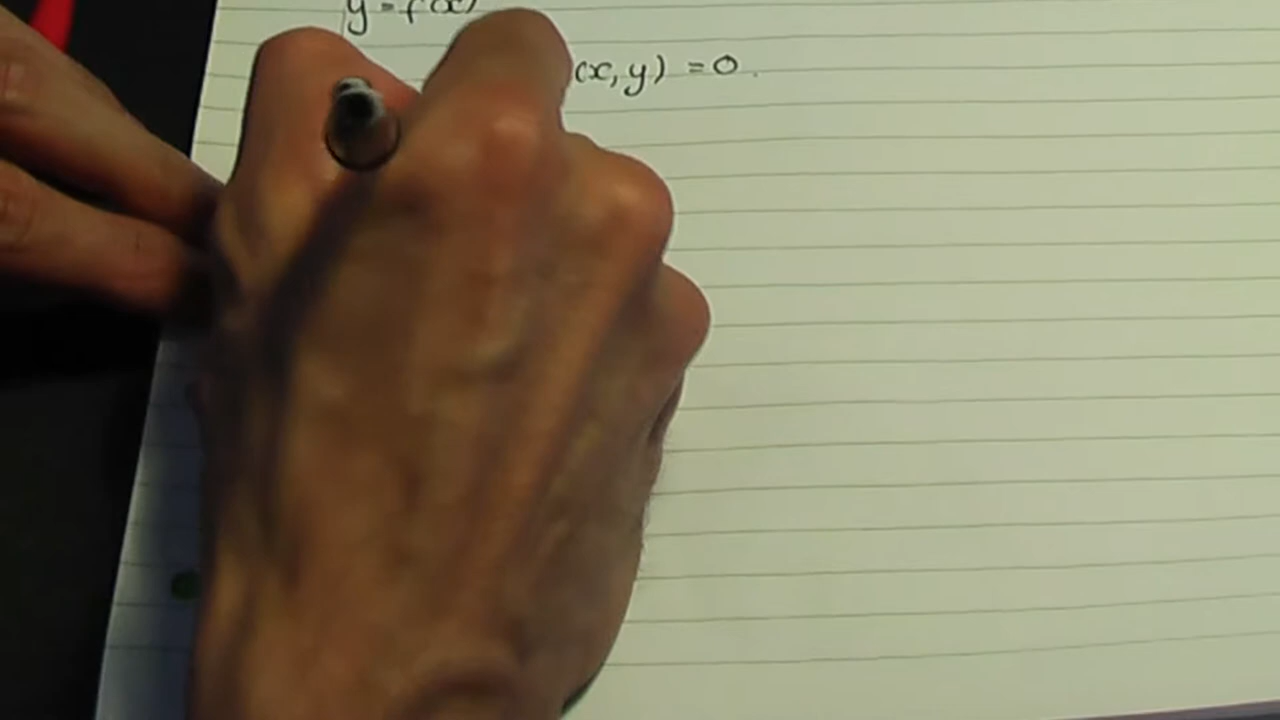 y = f(x)
(x, y) = 0.